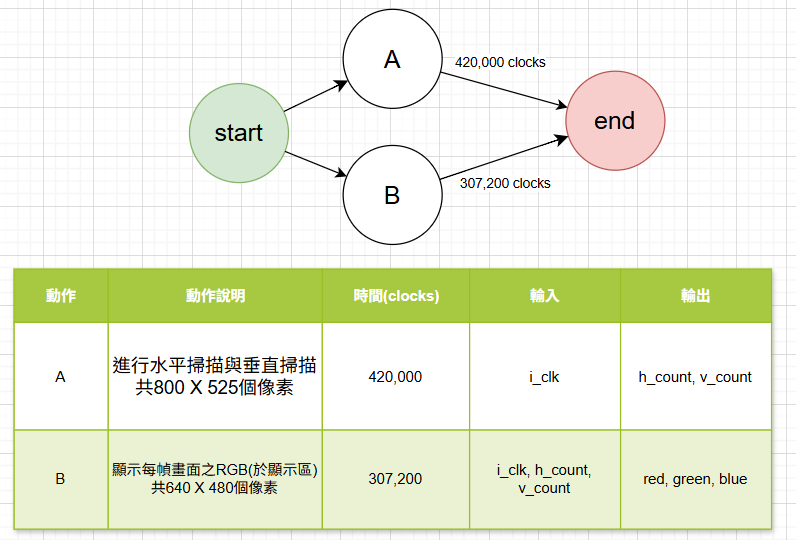 A
420,000 clocks
start
end
B
307,200 clocks
動作 動作說明 時間(clocks) 輸入 輸出
A
進行水平掃描與垂直掃描
共800 X 525個像素
420,000
i_clk
h_count, v_count
B
顯示每幀畫面之RGB(於顯示區)
共640 X 480個像素
307,200
i_clk, h_count,
v_count
red, green, blue